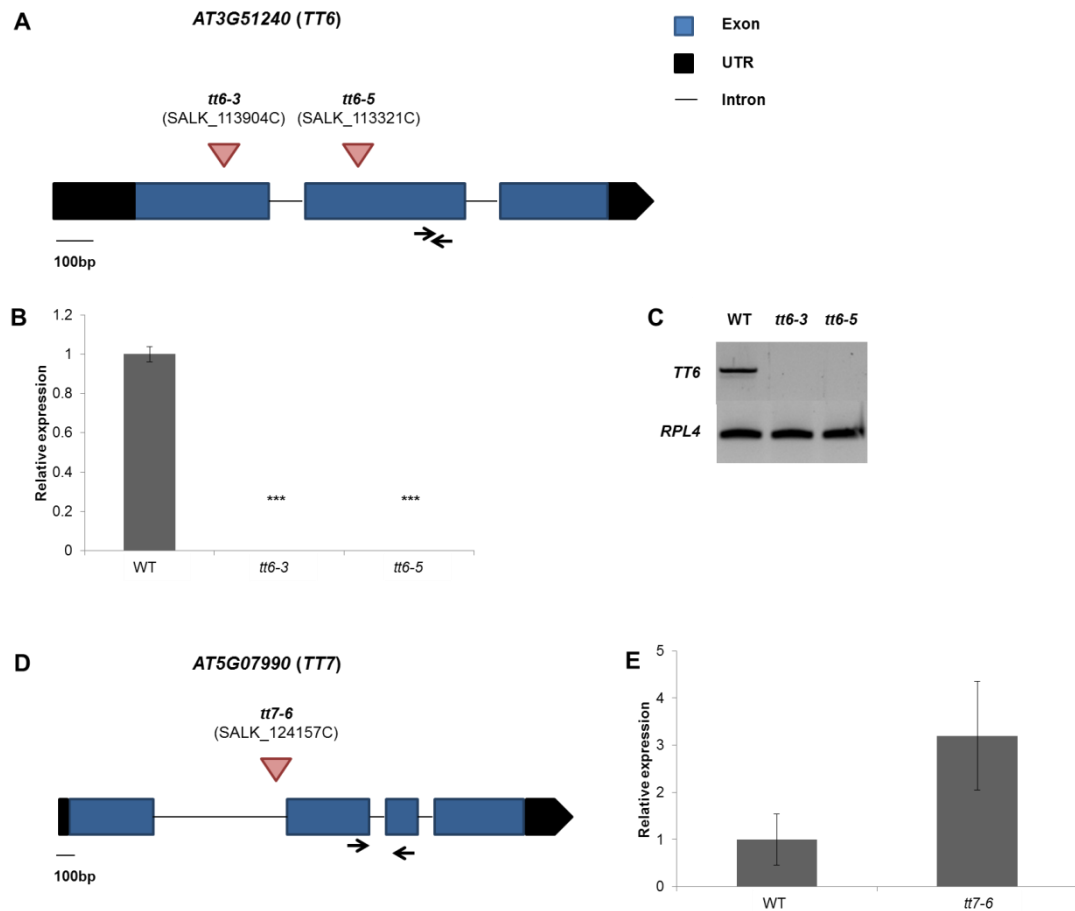 A
AT3G51240 (TT6)
Exon
UTR
Intron
tt6-3
(SALK_113904C)
tt6-5
(SALK_113321C)
100bp
B
Relative expression
1.2
1
0.8
0.6
0.4
0.2
0
***
***
WT
tt6-3
tt6-5
C
WT tt6-3 tt6-5
TT6
RPL4
D
AT5G07990 (TT7)
tt7-6
(SALK_124157C)
100bp
E
Relative expression
5
4
3
2
1
0
WT
tt7-6